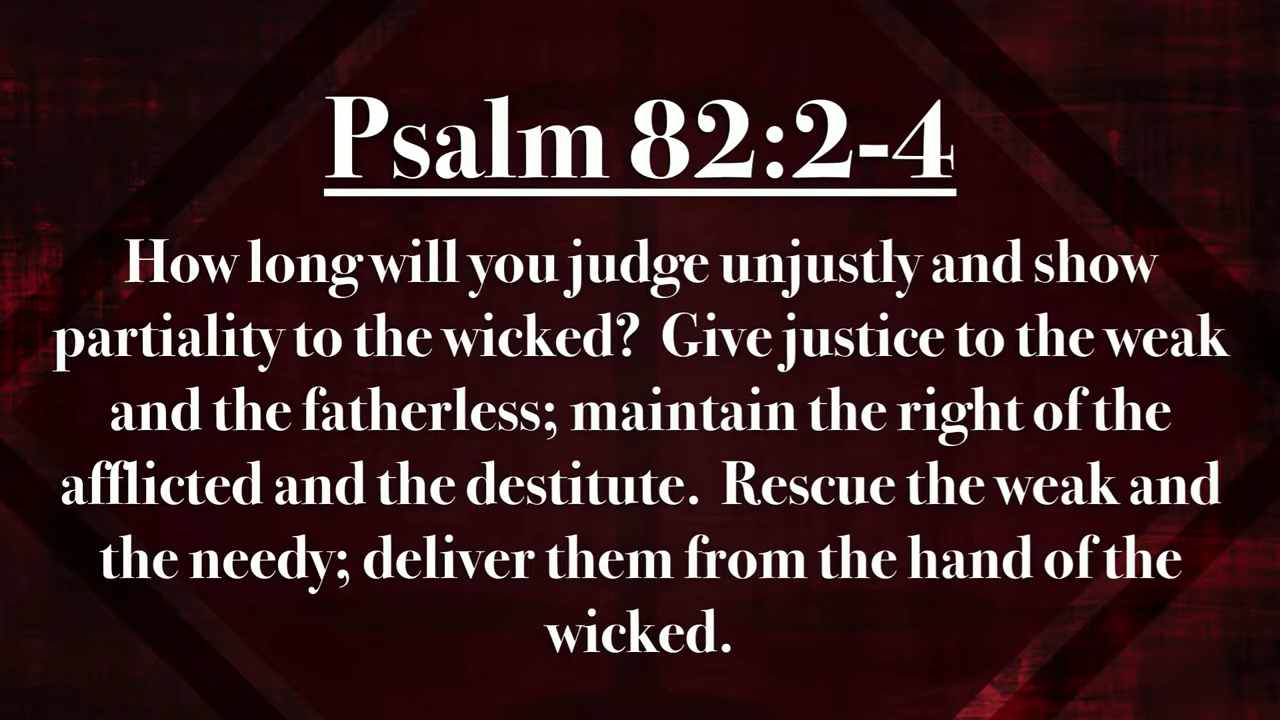 Psalm 82:2-4
How long will you judge unjustly and show
partiality to the wicked?  Give justice to the weak
and the fatherless; maintain the right of the
afflicted and the destitute.  Rescue the weak and
the needy; deliver them from the hand of the
wicked.